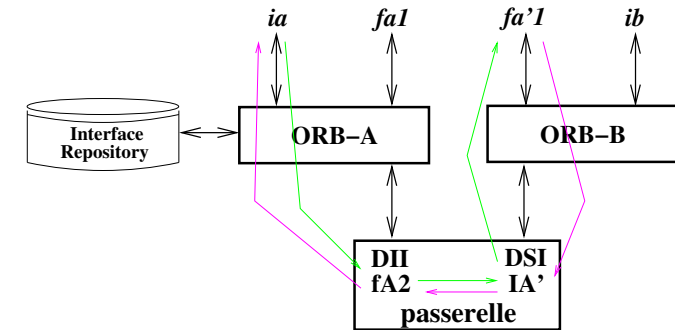 ia fa1 fa’1 ib
Interface
Repository
ORB−A
ORB−B
DII DSI
fA2 IA’
passerelle